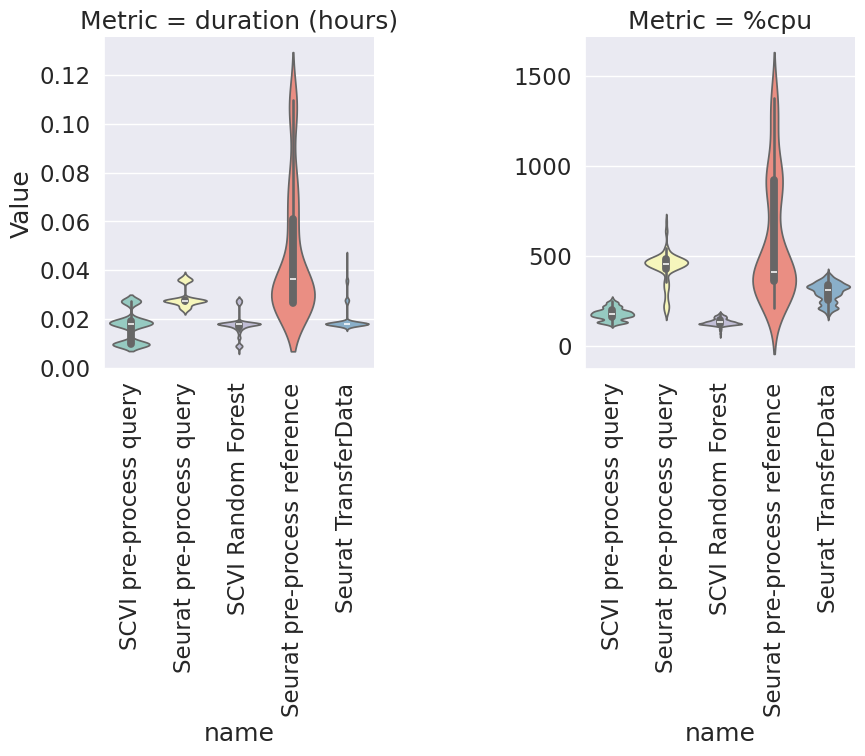 Metric = duration (hours)
Metric = %cpu
Value
0.12
0.10
0.08
0.06
0.04
0.02
0.00
1500
1000
500
0
SCVI pre-process query
Seurat pre-process query
SCVI Random Forest
Seurat pre-process reference
Seurat TransferData
SCVI pre-process query
Seurat pre-process query
SCVI Random Forest
Seurat pre-process reference
Seurat TransferData
name
name